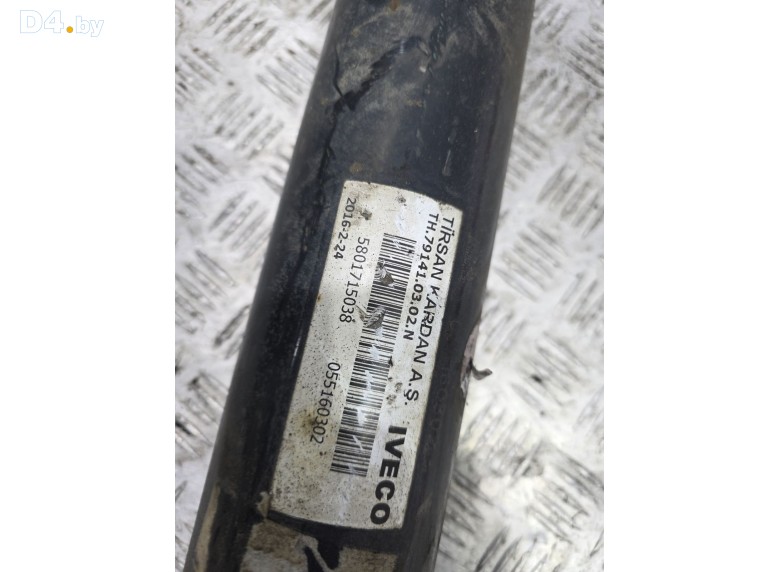 D4.by
TİRSAN KARDAN A.Ş.
TH.79141.03.02.N
IVECO
5801715038
055160302
2016-2-24